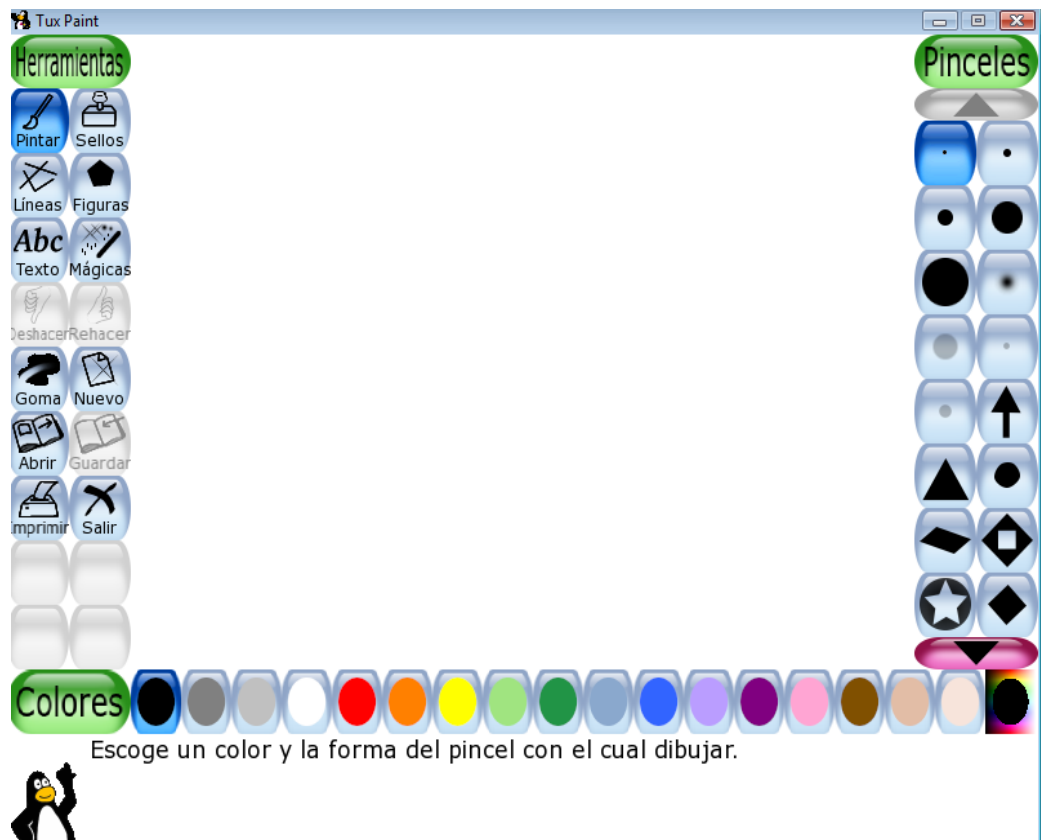 Tux Paint
Herramientas
Pinceles
Pintar Sellos
Líneas Figuras
Abc
Texto Mágicas
Deshacer Rehacer
Goma Nuevo
Abrir Guardar
Imprimir Salir
Colores
Escoge un color y la forma del pincel con el cual dibujar.